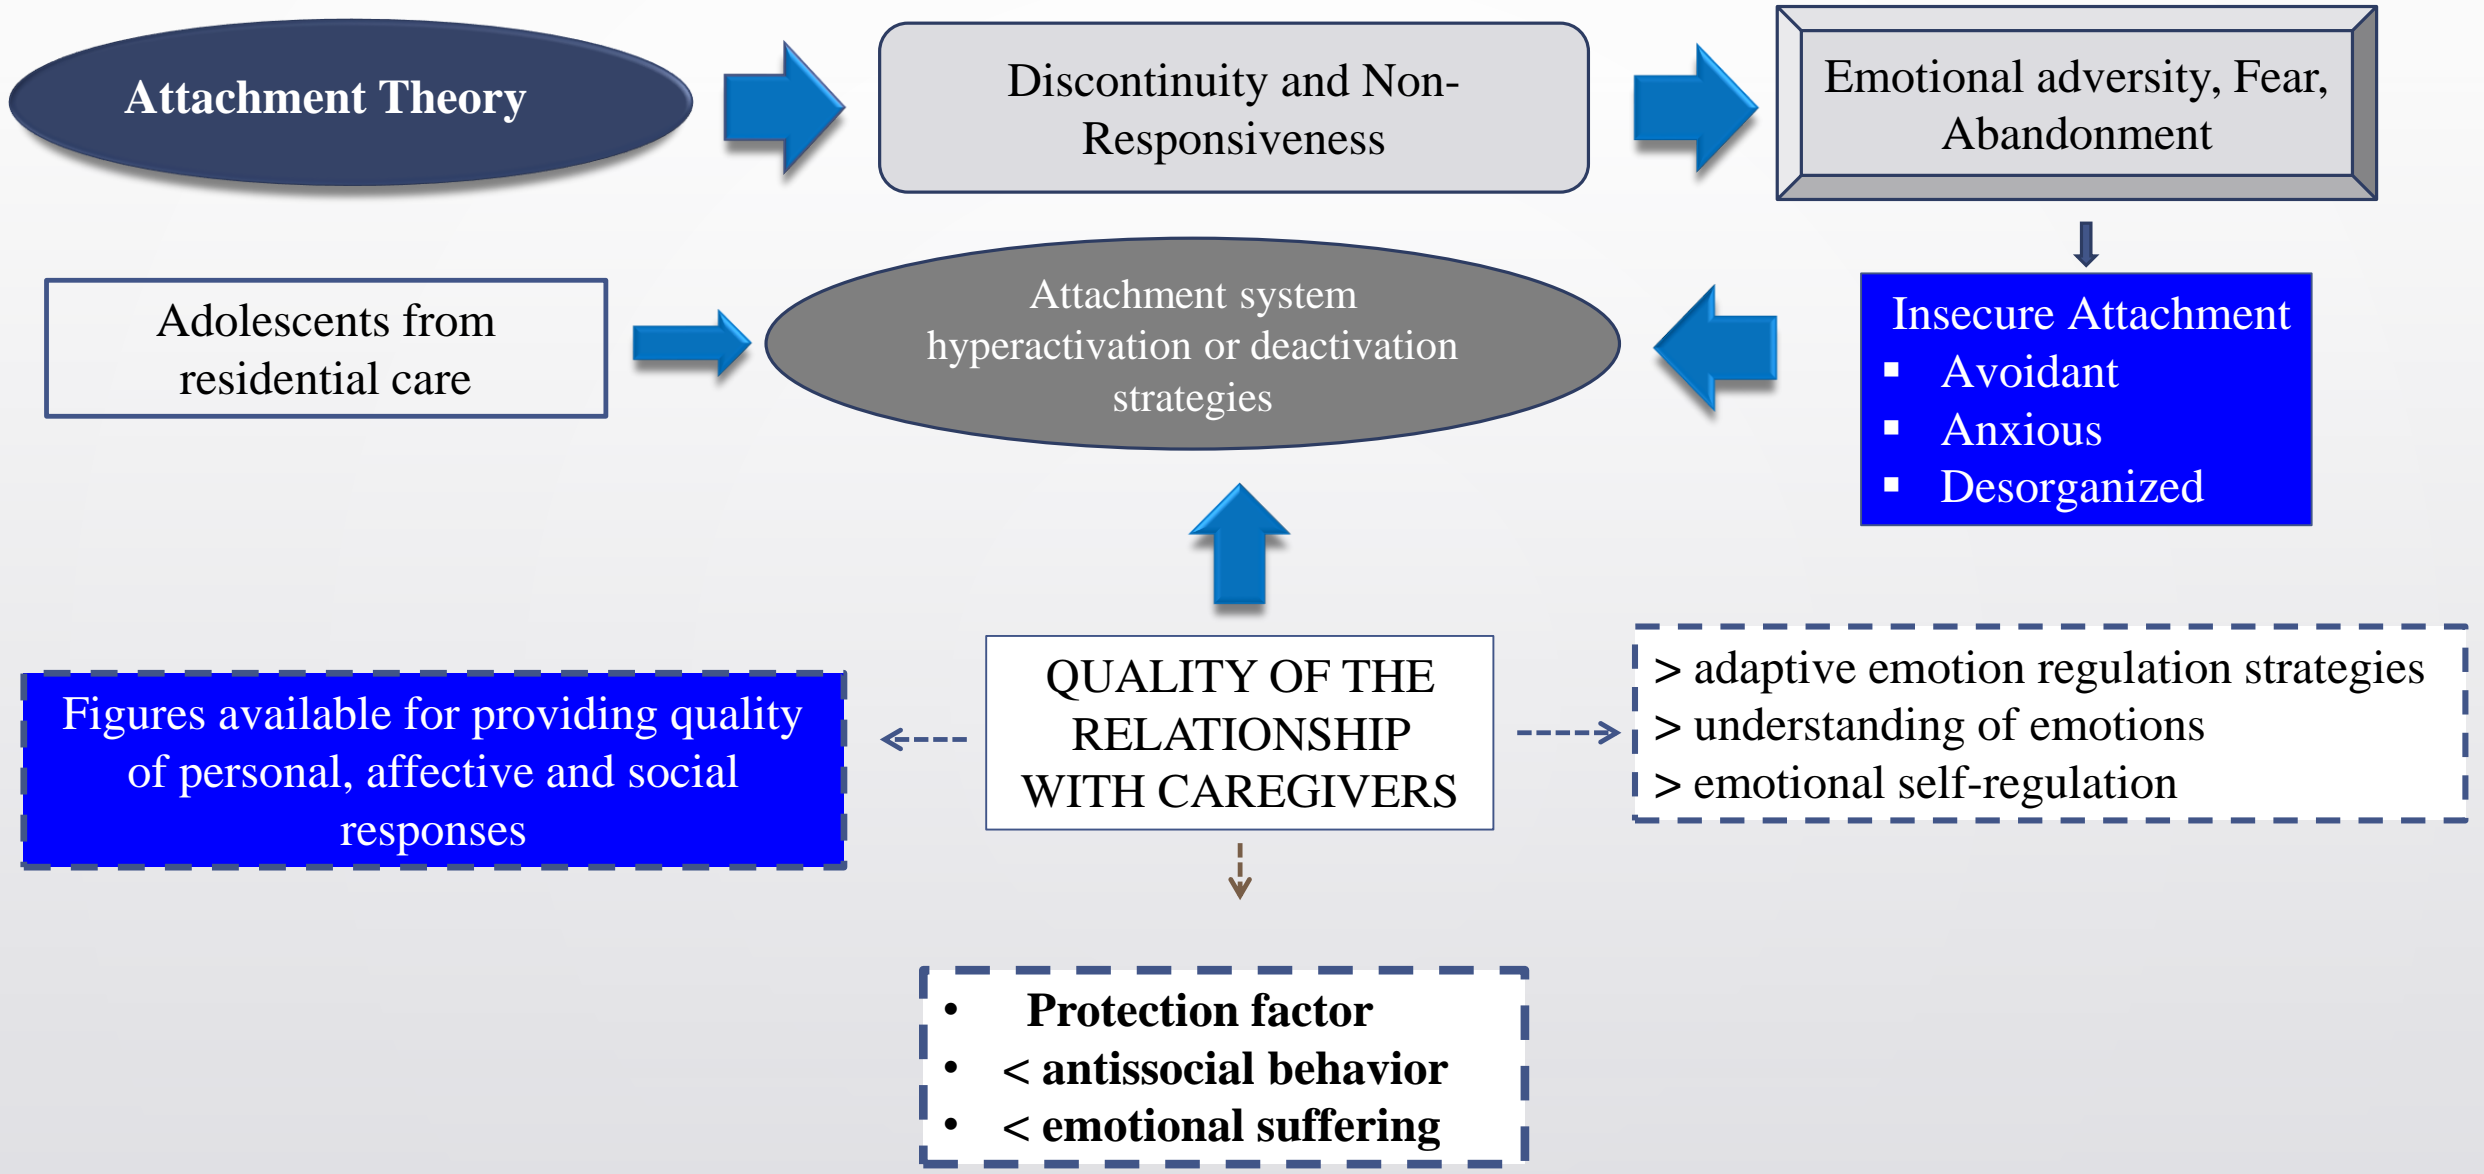 Attachment Theory
Discontinuity and Non-
Responsiveness
Emotional adversity, Fear,
Abandonment
Adolescents from
residential care
Attachment system
hyperactivation or deactivation
strategies
Insecure Attachment
▪ Avoidant
▪ Anxious
▪ Desorganized
Figures available for providing quality
of personal, affective and social
responses
QUALITY OF THE
RELATIONSHIP
WITH CAREGIVERS
> adaptive emotion regulation strategies
> understanding of emotions
> emotional self-regulation
• Protection factor
• < antissocial behavior
• < emotional suffering